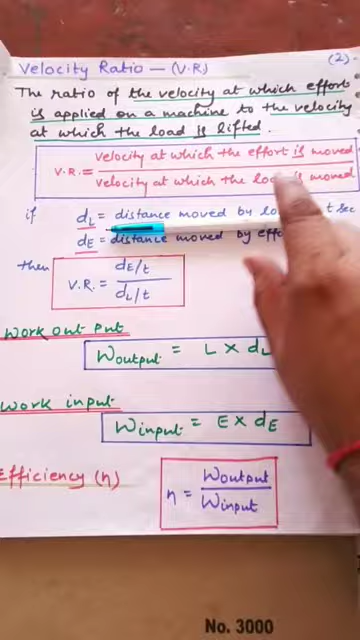 Velocity Ratio — (V.R) (2)
The ratio of the velocity at which effort
is applied on a machine to the velocity
at which the load is lifted.
V.R. = velocity at which the effort is moved
velocity at which the load is moved
if dL = distance moved by t sec
dE = distance moved by
then V.R. = dE/t
dL/t
Work out put
Woutput = L × dL
Work input
Winput = E × dE
Efficiency (η)
η = Woutput
Winput
No. 3000